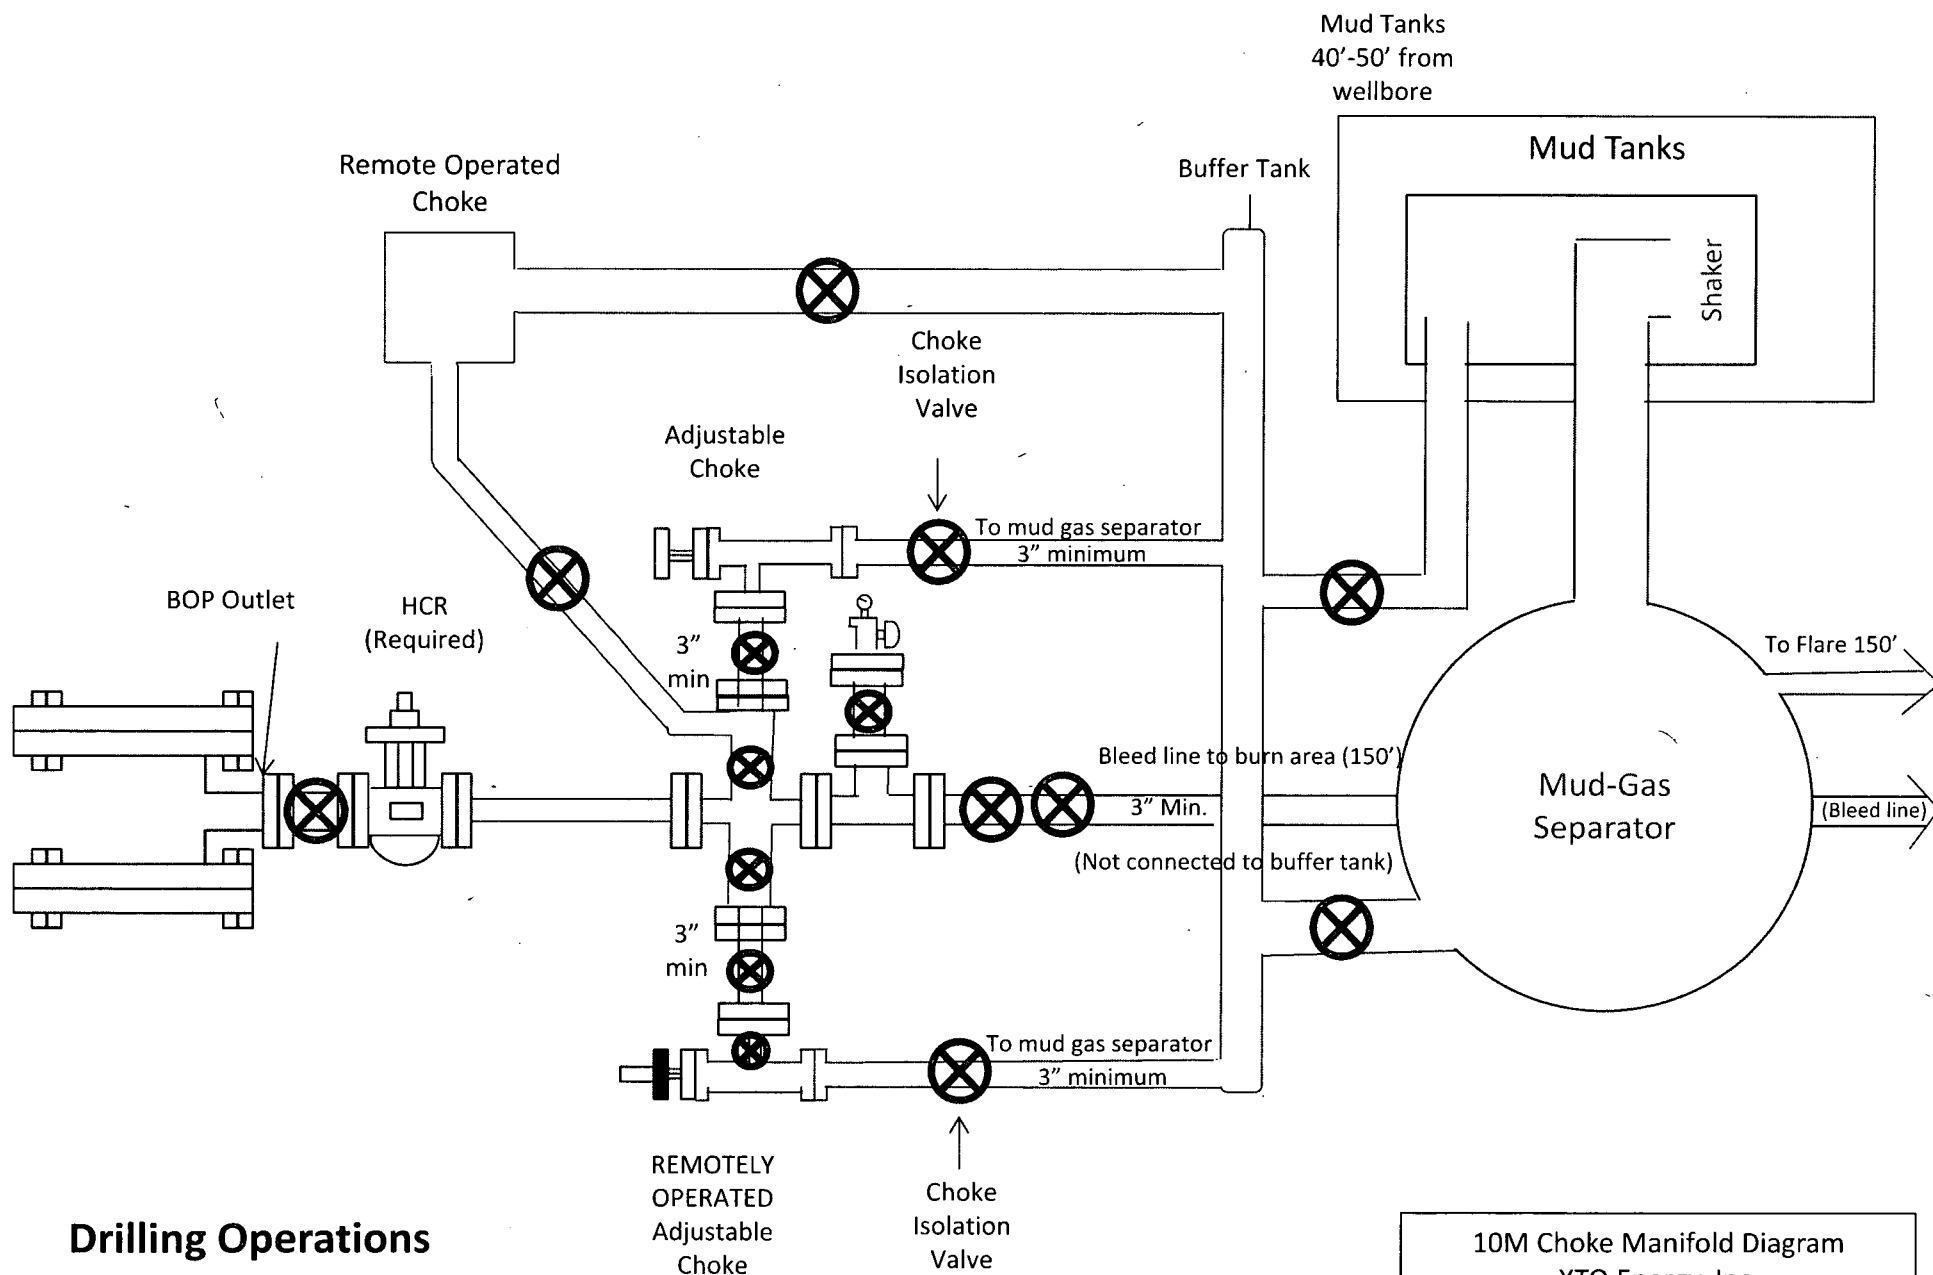 Mud Tanks
40’-50’ from
wellbore
Mud Tanks
Shaker
Remote Operated
Choke
Buffer Tank
Choke
Isolation
Valve
Adjustable
Choke
To mud gas separator
3” minimum
BOP Outlet
HCR
(Required)
3”
min
To Flare 150’
Bleed line to burn area (150’)
3” Min.
(Not connected to buffer tank)
Mud-Gas
Separator
(Bleed line)
3”
min
To mud gas separator
3” minimum
REMOTELY
OPERATED
Adjustable
Choke
Choke
Isolation
Valve
Drilling Operations
10M Choke Manifold Diagram
XTO Energy, Inc.